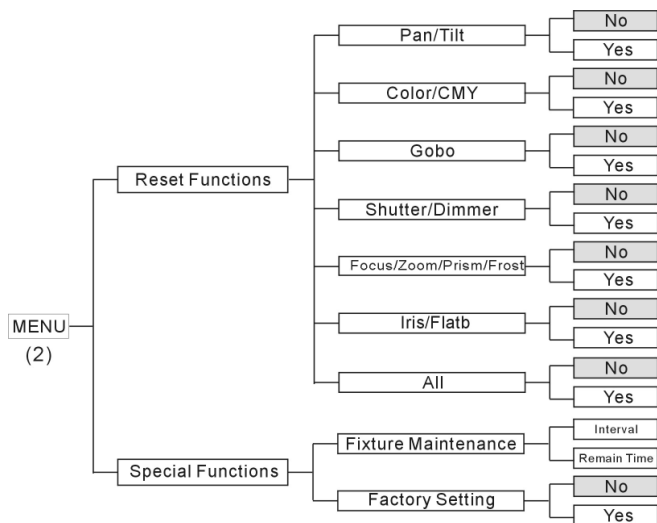 MENU
(2)
Reset Functions
Pan/Tilt
No
Yes
Color/CMY
No
Yes
Gobo
No
Yes
Shutter/Dimmer
No
Yes
Focus/Zoom/Prism/Frost
No
Yes
Iris/Flatb
No
Yes
All
No
Yes
Special Functions
Fixture Maintenance
Interval
Remain Time
Factory Setting
No
Yes